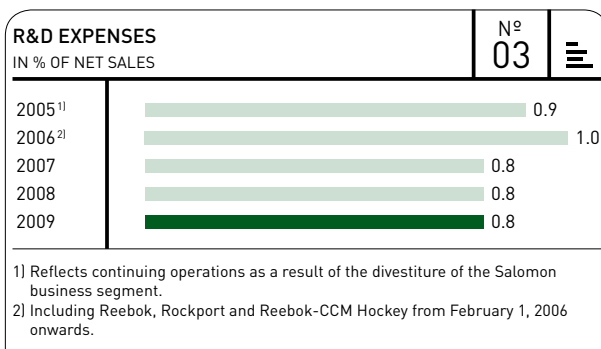 R&D EXPENSES
IN % OF NET SALES
Nº
03
2005 1) 0.9
2006 2) 1.0
2007 0.8
2008 0.8
2009 0.8
1) Reflects continuing operations as a result of the divestiture of the Salomon
business segment.
2) Including Reebok, Rockport and Reebok-CCM Hockey from February 1, 2006
onwards.